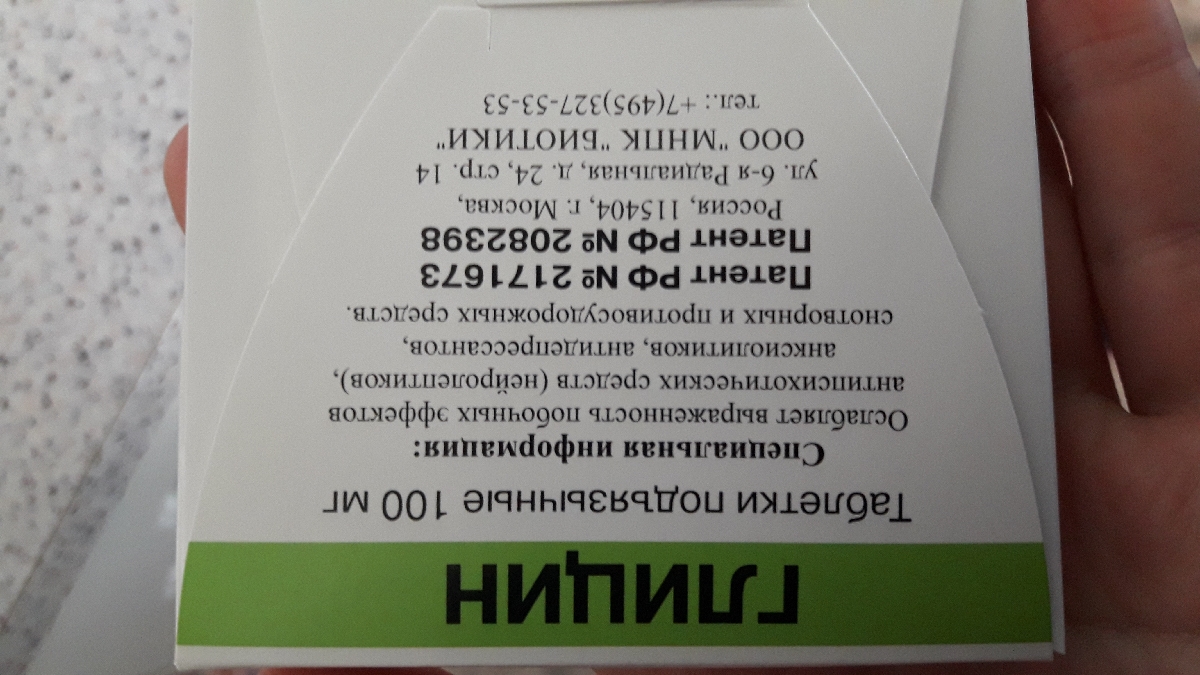 ГЛИЦИН
Таблетки подъязычные 100 мг
Специальная информация:
Ослабляет выраженность побочных эффектов
антипсихотических средств (нейролептиков),
анксиолитиков, антидепрессантов,
снотворных и противосудорожных средств.
Патент РФ № 2171673
Патент РФ № 2082398
Россия, 115404, г. Москва,
ул. 6-я Радиальная, д. 24, стр. 14
ООО "МНПК "БИОТИКИ"
тел.: +7(495)327-53-53